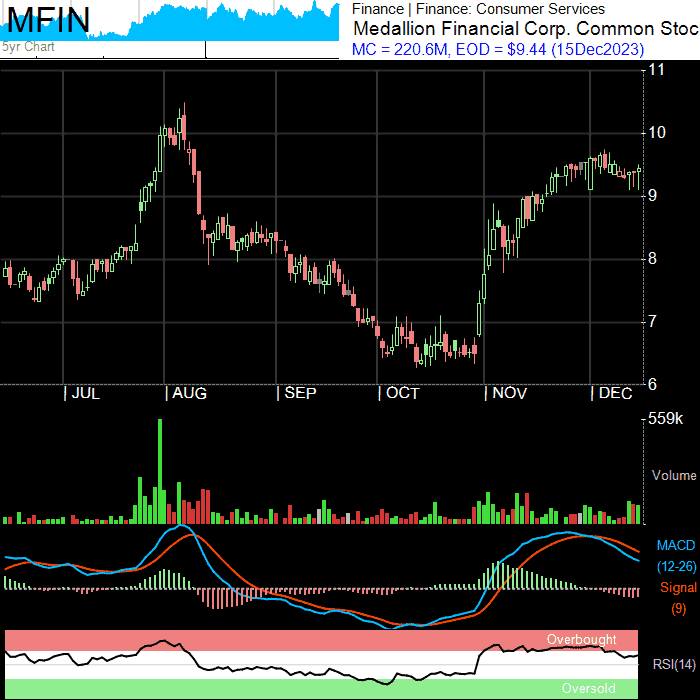 MFIN
5yr Chart
Finance | Finance: Consumer Services
Medallion Financial Corp. Common Stoc
MC = 220.6M, EOD = $9.44 (15Dec2023)
11
10
9
8
7
6
| JUL | AUG | SEP | OCT | NOV | DEC
559k
Volume
MACD
(12-26)
Signal
(9)
Overbought
RSI(14)
Oversold